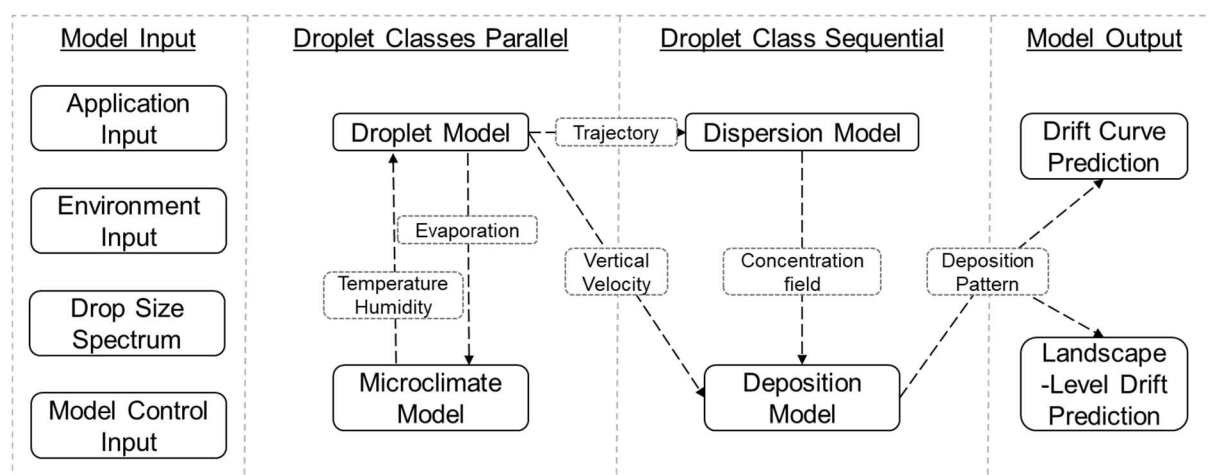 Model Input
Application
Input
Environment
Input
Drop Size
Spectrum
Model Control
Input
Droplet Classes Parallel
Droplet Model
Evaporation
Temperature
Humidity
Microclimate
Model
Trajectory
Vertical
Velocity
Droplet Class Sequential
Dispersion Model
Concentration
field
Deposition
Model
Deposition
Pattern
Model Output
Drift Curve
Prediction
Landscape
-Level Drift
Prediction